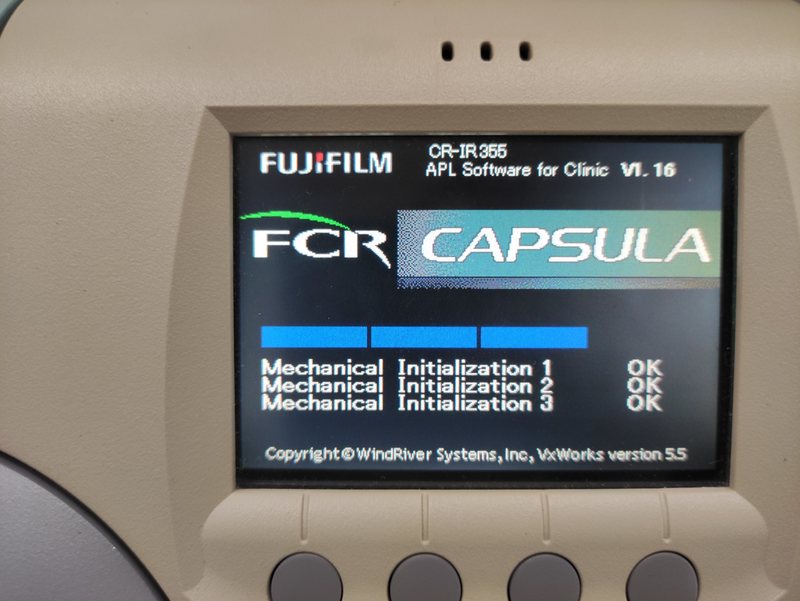 FUJIFILM
CR-IR355
APL Software for Clinic V1.16
FCR CAPSULA
Mechanical Initialization 1 OK
Mechanical Initialization 2 OK
Mechanical Initialization 3 OK
Copyright©WindRiver Systems,Inc, VxWorks version 5.5